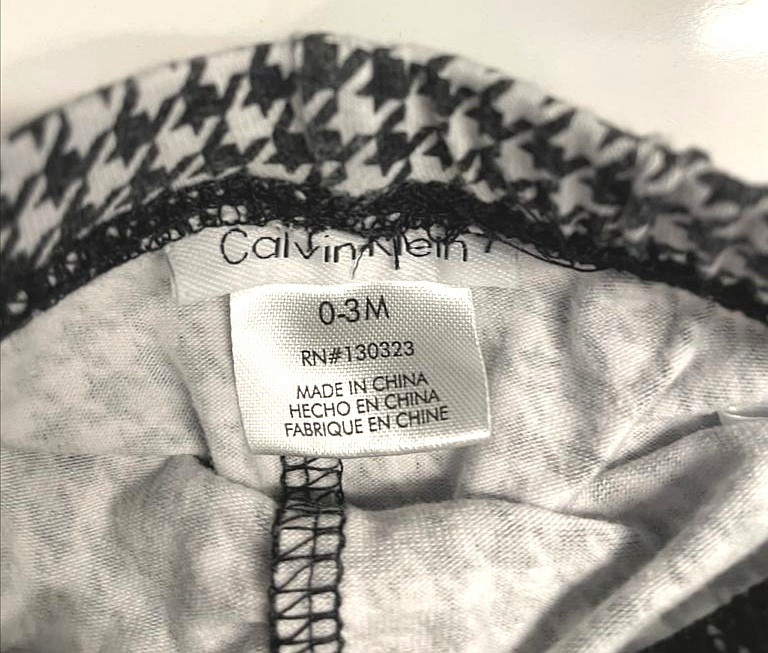 Calvin Klein
0-3M
RN#130323
MADE IN CHINA
HECHO EN CHINA
FABRIQUE EN CHINE